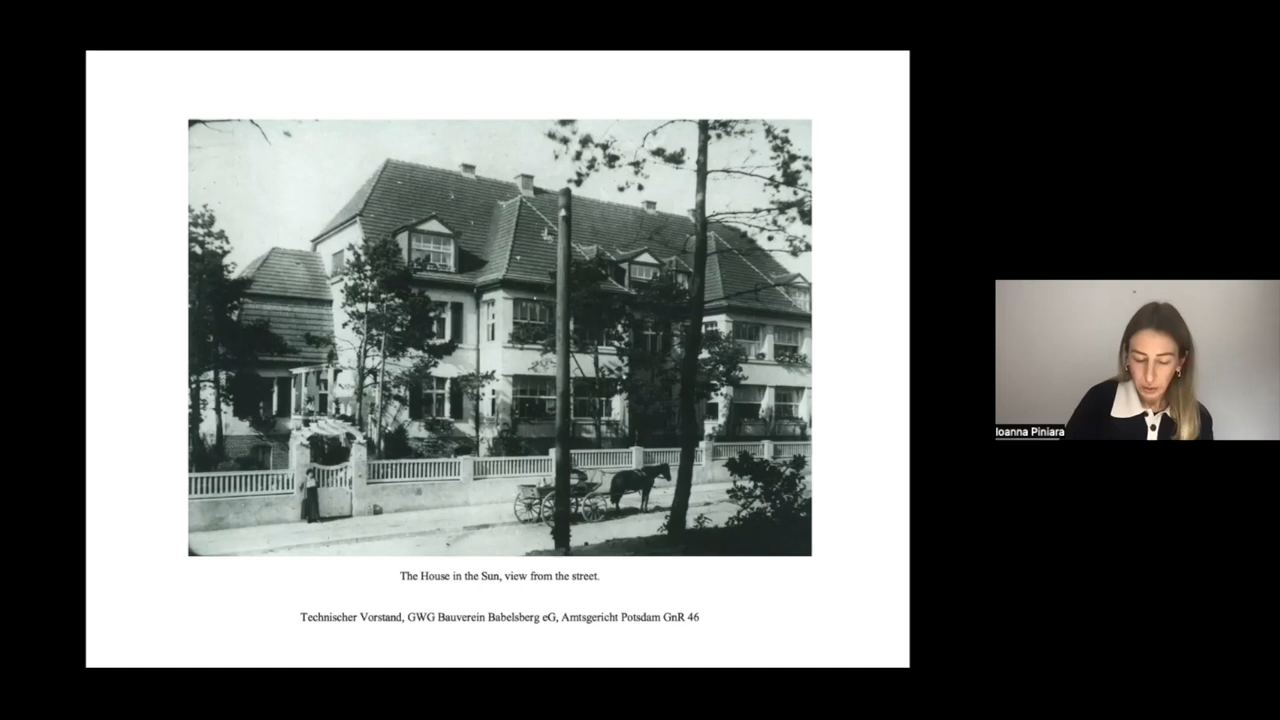 The House in the Sun, view from the street.
Technischer Vorstand, GWG Bauverein Babelsberg eG, Amtsgericht Potsdam GnR 46
Ioanna Piniara